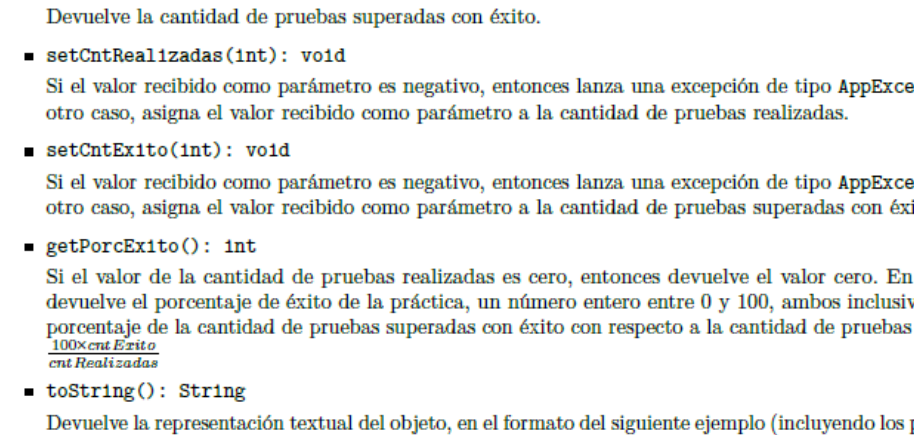 Devuelve la cantidad de pruebas superadas con éxito.
■ setCntRealizadas(int): void
Si el valor recibido como parámetro es negativo, entonces lanza una excepción de tipo AppExce
otro caso, asigna el valor recibido como parámetro a la cantidad de pruebas realizadas.
■ setCntExito(int): void
Si el valor recibido como parámetro es negativo, entonces lanza una excepción de tipo AppExce
otro caso, asigna el valor recibido como parámetro a la cantidad de pruebas superadas con éxi
■ getPorcExito(): int
Si el valor de la cantidad de pruebas realizadas es cero, entonces devuelve el valor cero. En
devuelve el porcentaje de éxito de la práctica, un número entero entre 0 y 100, ambos inclusiv
porcentaje de la cantidad de pruebas superadas con éxito con respecto a la cantidad de pruebas
100×cntExito
cntRealizadas
■ toString(): String
Devuelve la representación textual del objeto, en el formato del siguiente ejemplo (incluyendo los p